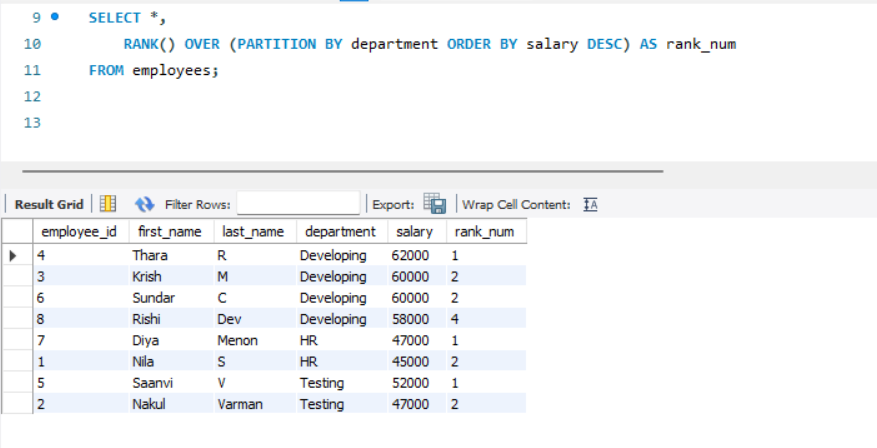 9 SELECT *,
10 RANK() OVER (PARTITION BY department ORDER BY salary DESC) AS rank_num
11 FROM employees;
12
13
Result Grid Filter Rows: Export: Wrap Cell Content:
employee_id first_name last_name department salary rank_num
4 Thara R Developing 62000 1
3 Krish M Developing 60000 2
6 Sundar C Developing 60000 2
8 Rishi Dev Developing 58000 4
7 Diya Menon HR 47000 1
1 Nila S HR 45000 2
5 Saanvi V Testing 52000 1
2 Nakul Varman Testing 47000 2